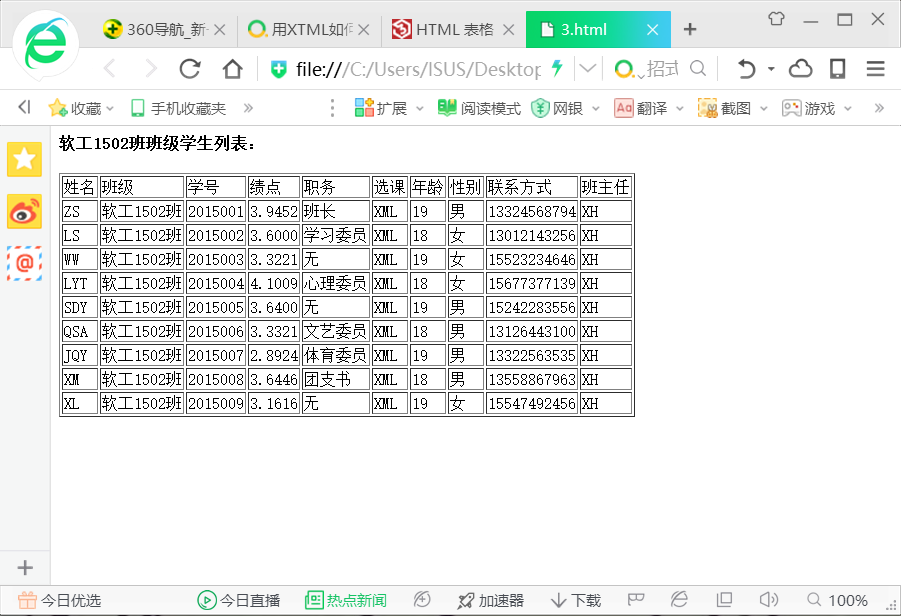 360导航_新 用XTML如何 HTML 表格 3.html
file:///C:/Users/ISUS/Desktop 招式
收藏 手机收藏夹 » 扩展 阅读模式 网银 Aa 翻译 截图 游戏 »
软工1502班班级学生列表:
姓名 班级 学号 绩点 职务 选课 年龄 性别 联系方式 班主任
ZS 软工1502班 2015001 3.9452 班长 XML 19 男 13324568794 XH
LS 软工1502班 2015002 3.6000 学习委员 XML 18 女 13012143256 XH
WW 软工1502班 2015003 3.3221 无 XML 19 女 15523234646 XH
LYT 软工1502班 2015004 4.1009 心理委员 XML 18 女 15677377139 XH
SDY 软工1502班 2015005 3.6400 无 XML 19 男 15242283556 XH
QSA 软工1502班 2015006 3.3321 文艺委员 XML 18 男 13126443100 XH
JQY 软工1502班 2015007 2.8924 体育委员 XML 19 男 13322563535 XH
XM 软工1502班 2015008 3.6446 团支书 XML 18 男 13558867963 XH
XL 软工1502班 2015009 3.1616 无 XML 19 女 15547492456 XH
今日优选 今日直播 热点新闻 加速器 下载 100%